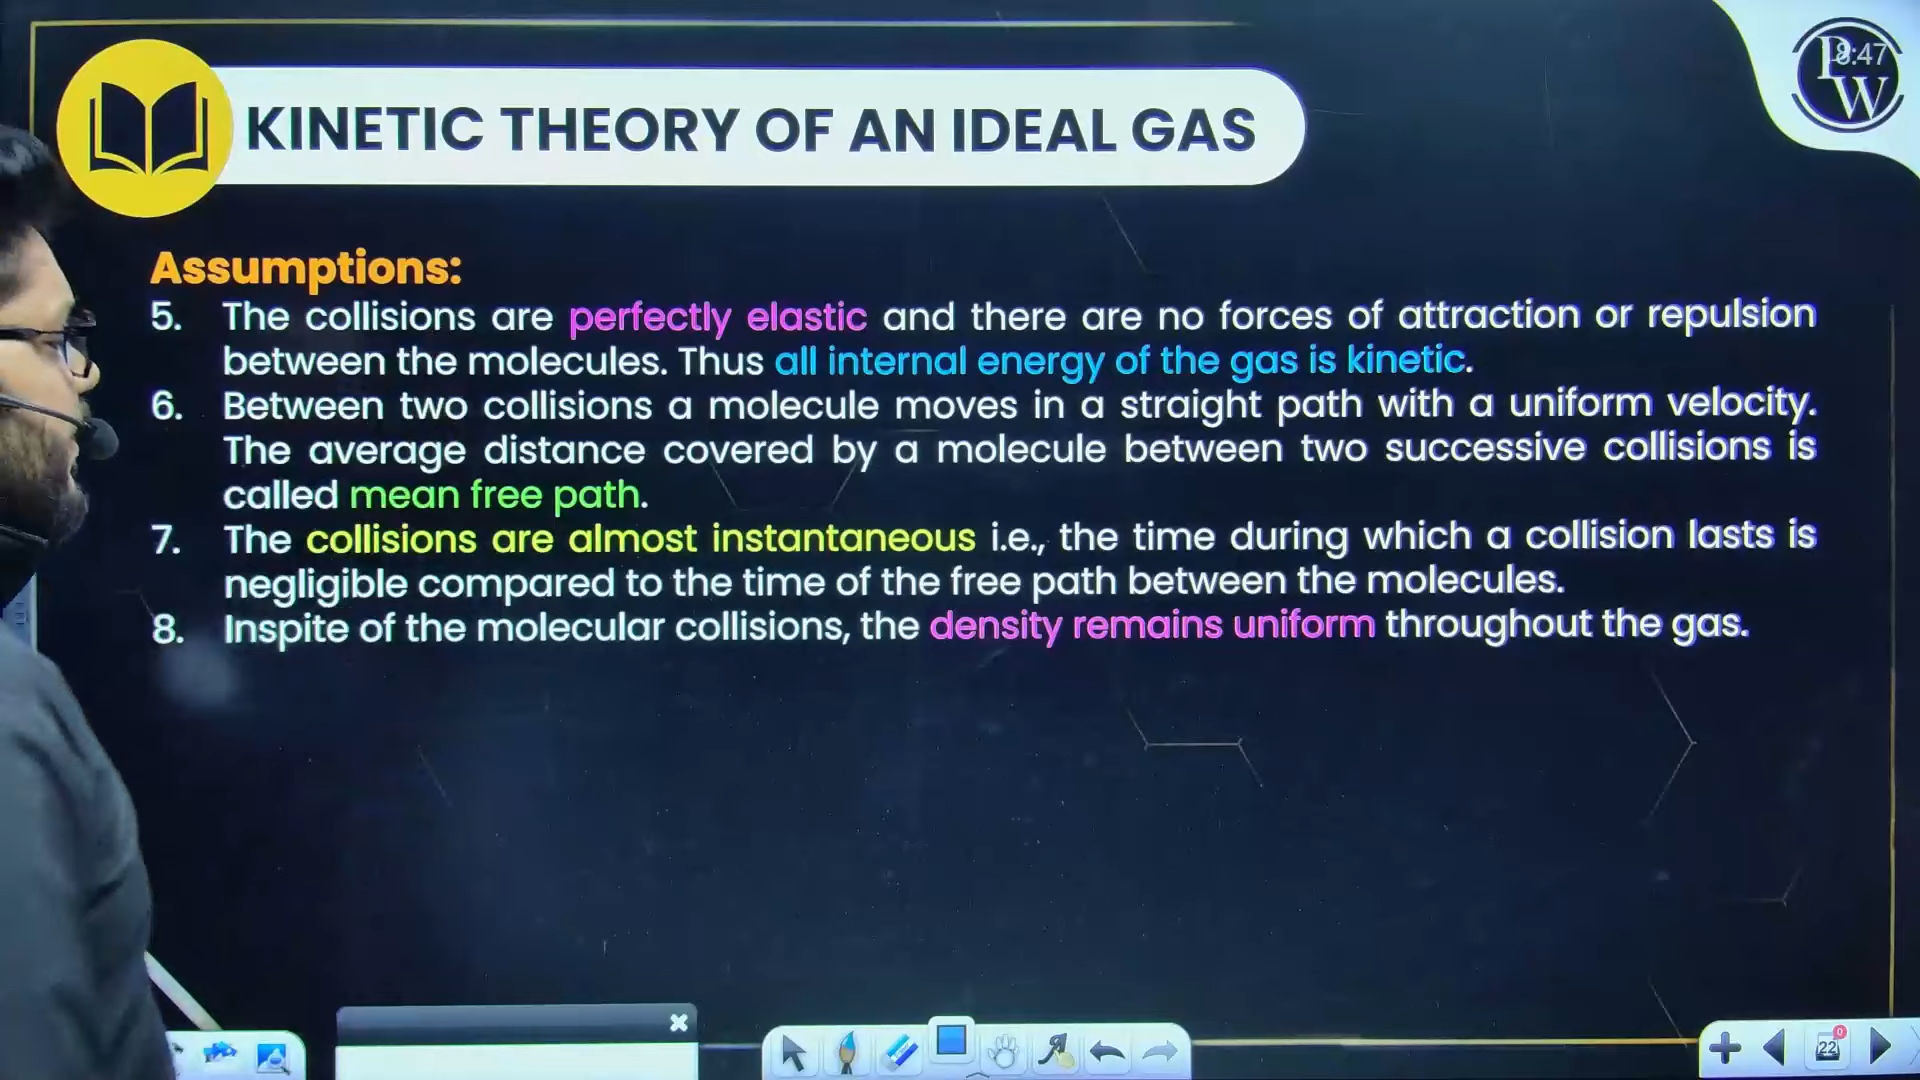 KINETIC THEORY OF AN IDEAL GAS
PW
8:47
Assumptions:
5. The collisions are perfectly elastic and there are no forces of attraction or repulsion
between the molecules. Thus all internal energy of the gas is kinetic.
6. Between two collisions a molecule moves in a straight path with a uniform velocity.
The average distance covered by a molecule between two successive collisions is
called mean free path.
7. The collisions are almost instantaneous i.e., the time during which a collision lasts is
negligible compared to the time of the free path between the molecules.
8. Inspite of the molecular collisions, the density remains uniform throughout the gas.
0
22